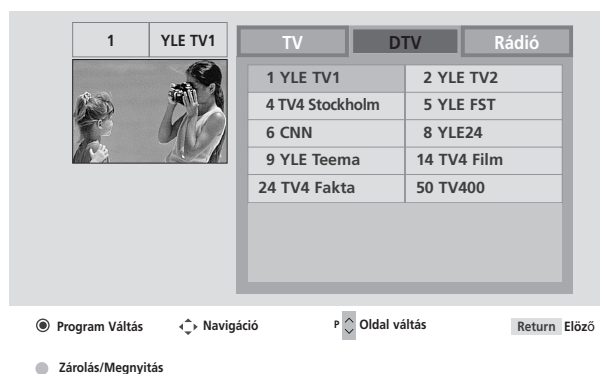 1 YLE TV1
TV DTV Rádió
1 YLE TV1 2 YLE TV2
4 TV4 Stockholm 5 YLE FST
6 CNN 8 YLE24
9 YLE Teema 14 TV4 Film
24 TV4 Fakta 50 TV400
Program Váltás Navigáció P Oldal váltás Return Elöző
Zárolás/Megnyitás